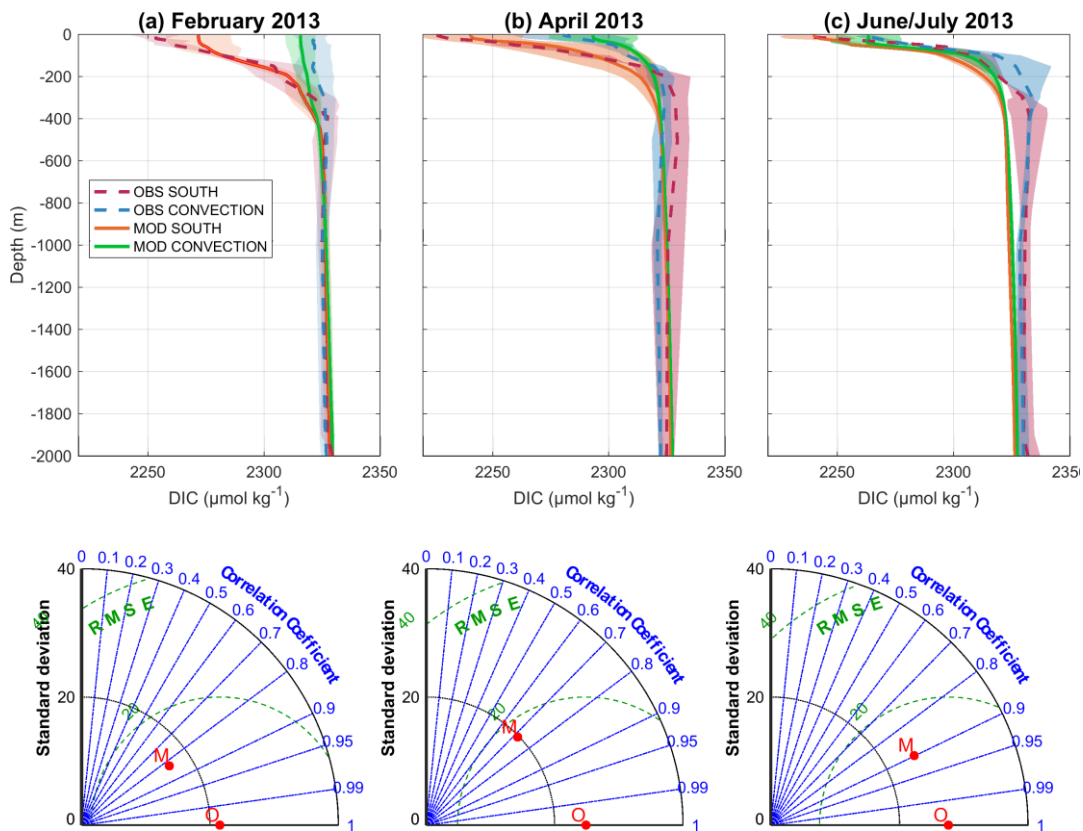 (a) February 2013
(b) April 2013
(c) June/July 2013
0
-200
-400
-600
-800
-1000
-1200
-1400
-1600
-1800
-2000
Depth (m)
OBS SOUTH
OBS CONVECTION
MOD SOUTH
MOD CONVECTION
2250 2300 2350
2250 2300 2350
2250 2300 2350
DIC (µmol kg⁻¹)
DIC (µmol kg⁻¹)
DIC (µmol kg⁻¹)
0 0.1 0.2 0.3 0.4 0.5 0.6 0.7 0.8 0.9 0.95 0.99 1
Correlation Coefficient
RMSE
Standard deviation
40
20
0
40
20
M
O
0 0.1 0.2 0.3 0.4 0.5 0.6 0.7 0.8 0.9 0.95 0.99 1
Correlation Coefficient
RMSE
Standard deviation
40
20
0
40
20
M
O
0 0.1 0.2 0.3 0.4 0.5 0.6 0.7 0.8 0.9 0.95 0.99 1
Correlation Coefficient
RMSE
Standard deviation
40
20
0
40
20
M
O